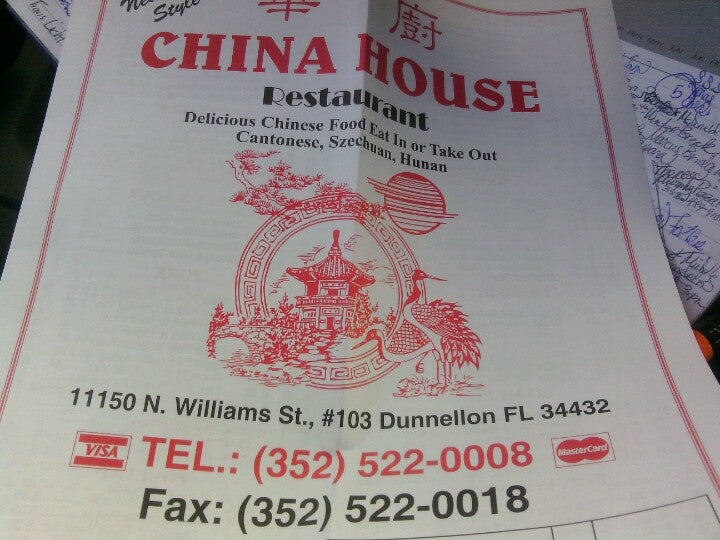 Style
華 廚
CHINA HOUSE
Restaurant
Delicious Chinese Food Eat In or Take Out
Cantonese, Szechuan, Hunan
11150 N. Williams St., #103 Dunnellon FL 34432
VISA TEL.: (352) 522-0008 MasterCard
Fax: (352) 522-0018